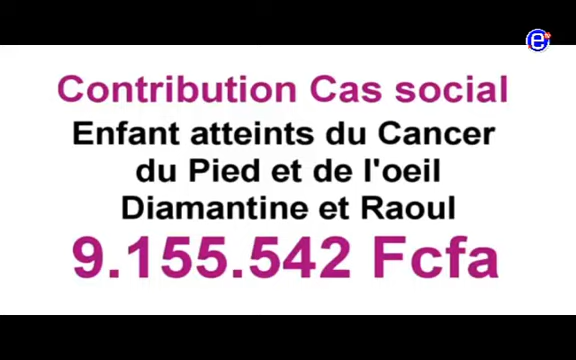 Contribution Cas social
Enfant atteints du Cancer
du Pied et de l'oeil
Diamantine et Raoul
9.155.542 Fcfa